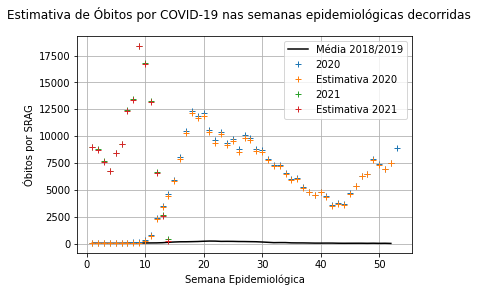 Estimativa de Óbitos por COVID-19 nas semanas epidemiológicas decorridas
Óbitos por SRAG
17500
15000
12500
10000
7500
5000
2500
0
Média 2018/2019
2020
Estimativa 2020
2021
Estimativa 2021
0 10 20 30 40 50
Semana Epidemiológica